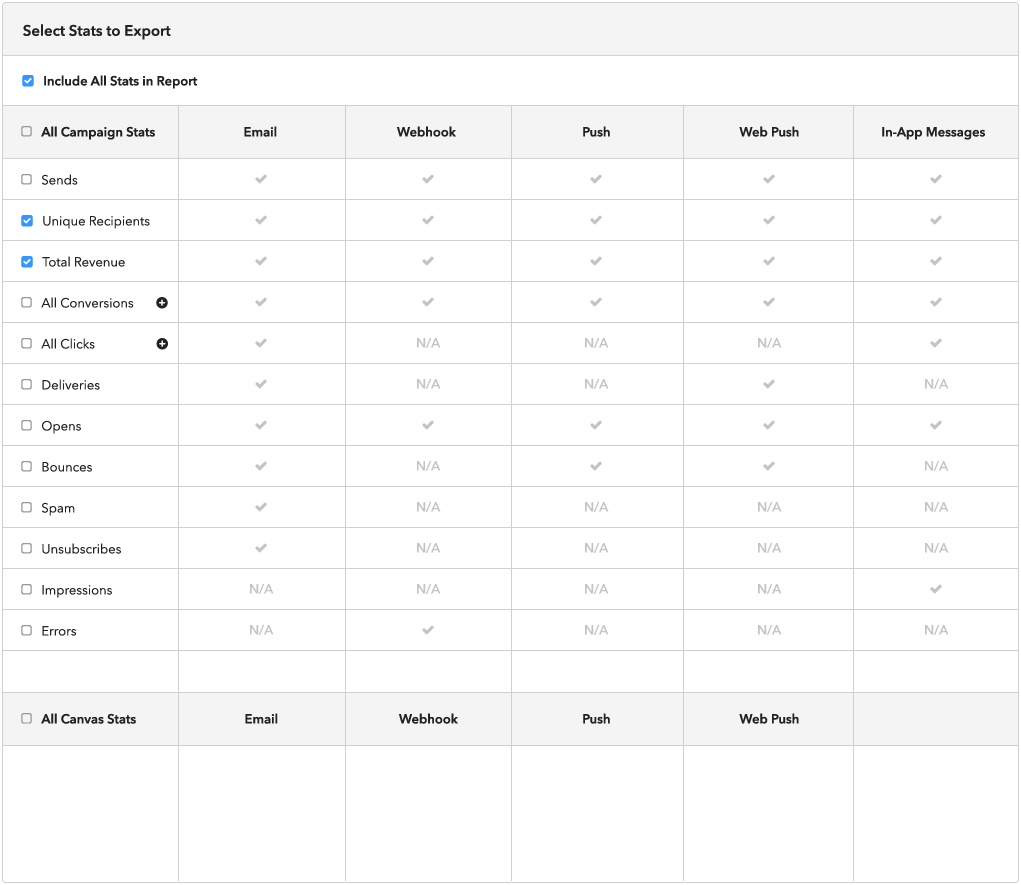 Select Stats to Export
Include All Stats in Report
All Campaign Stats Email Webhook Push Web Push In-App Messages
Sends
Unique Recipients
Total Revenue
All Conversions
All Clicks N/A N/A N/A
Deliveries N/A N/A N/A
Opens
Bounces N/A N/A
Spam N/A N/A N/A N/A
Unsubscribes N/A N/A N/A N/A
Impressions N/A N/A N/A N/A
Errors N/A N/A N/A N/A
All Canvas Stats Email Webhook Push Web Push